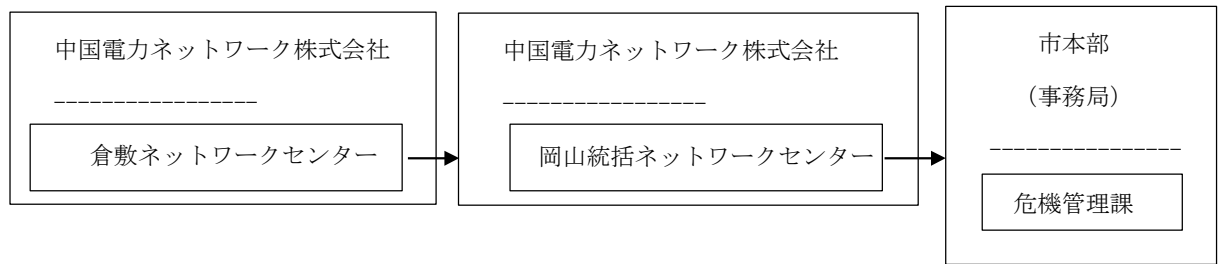 中国電力ネットワーク株式会社
倉敷ネットワークセンター
中国電力ネットワーク株式会社
岡山統括ネットワークセンター
市本部
（事務局）
危機管理課